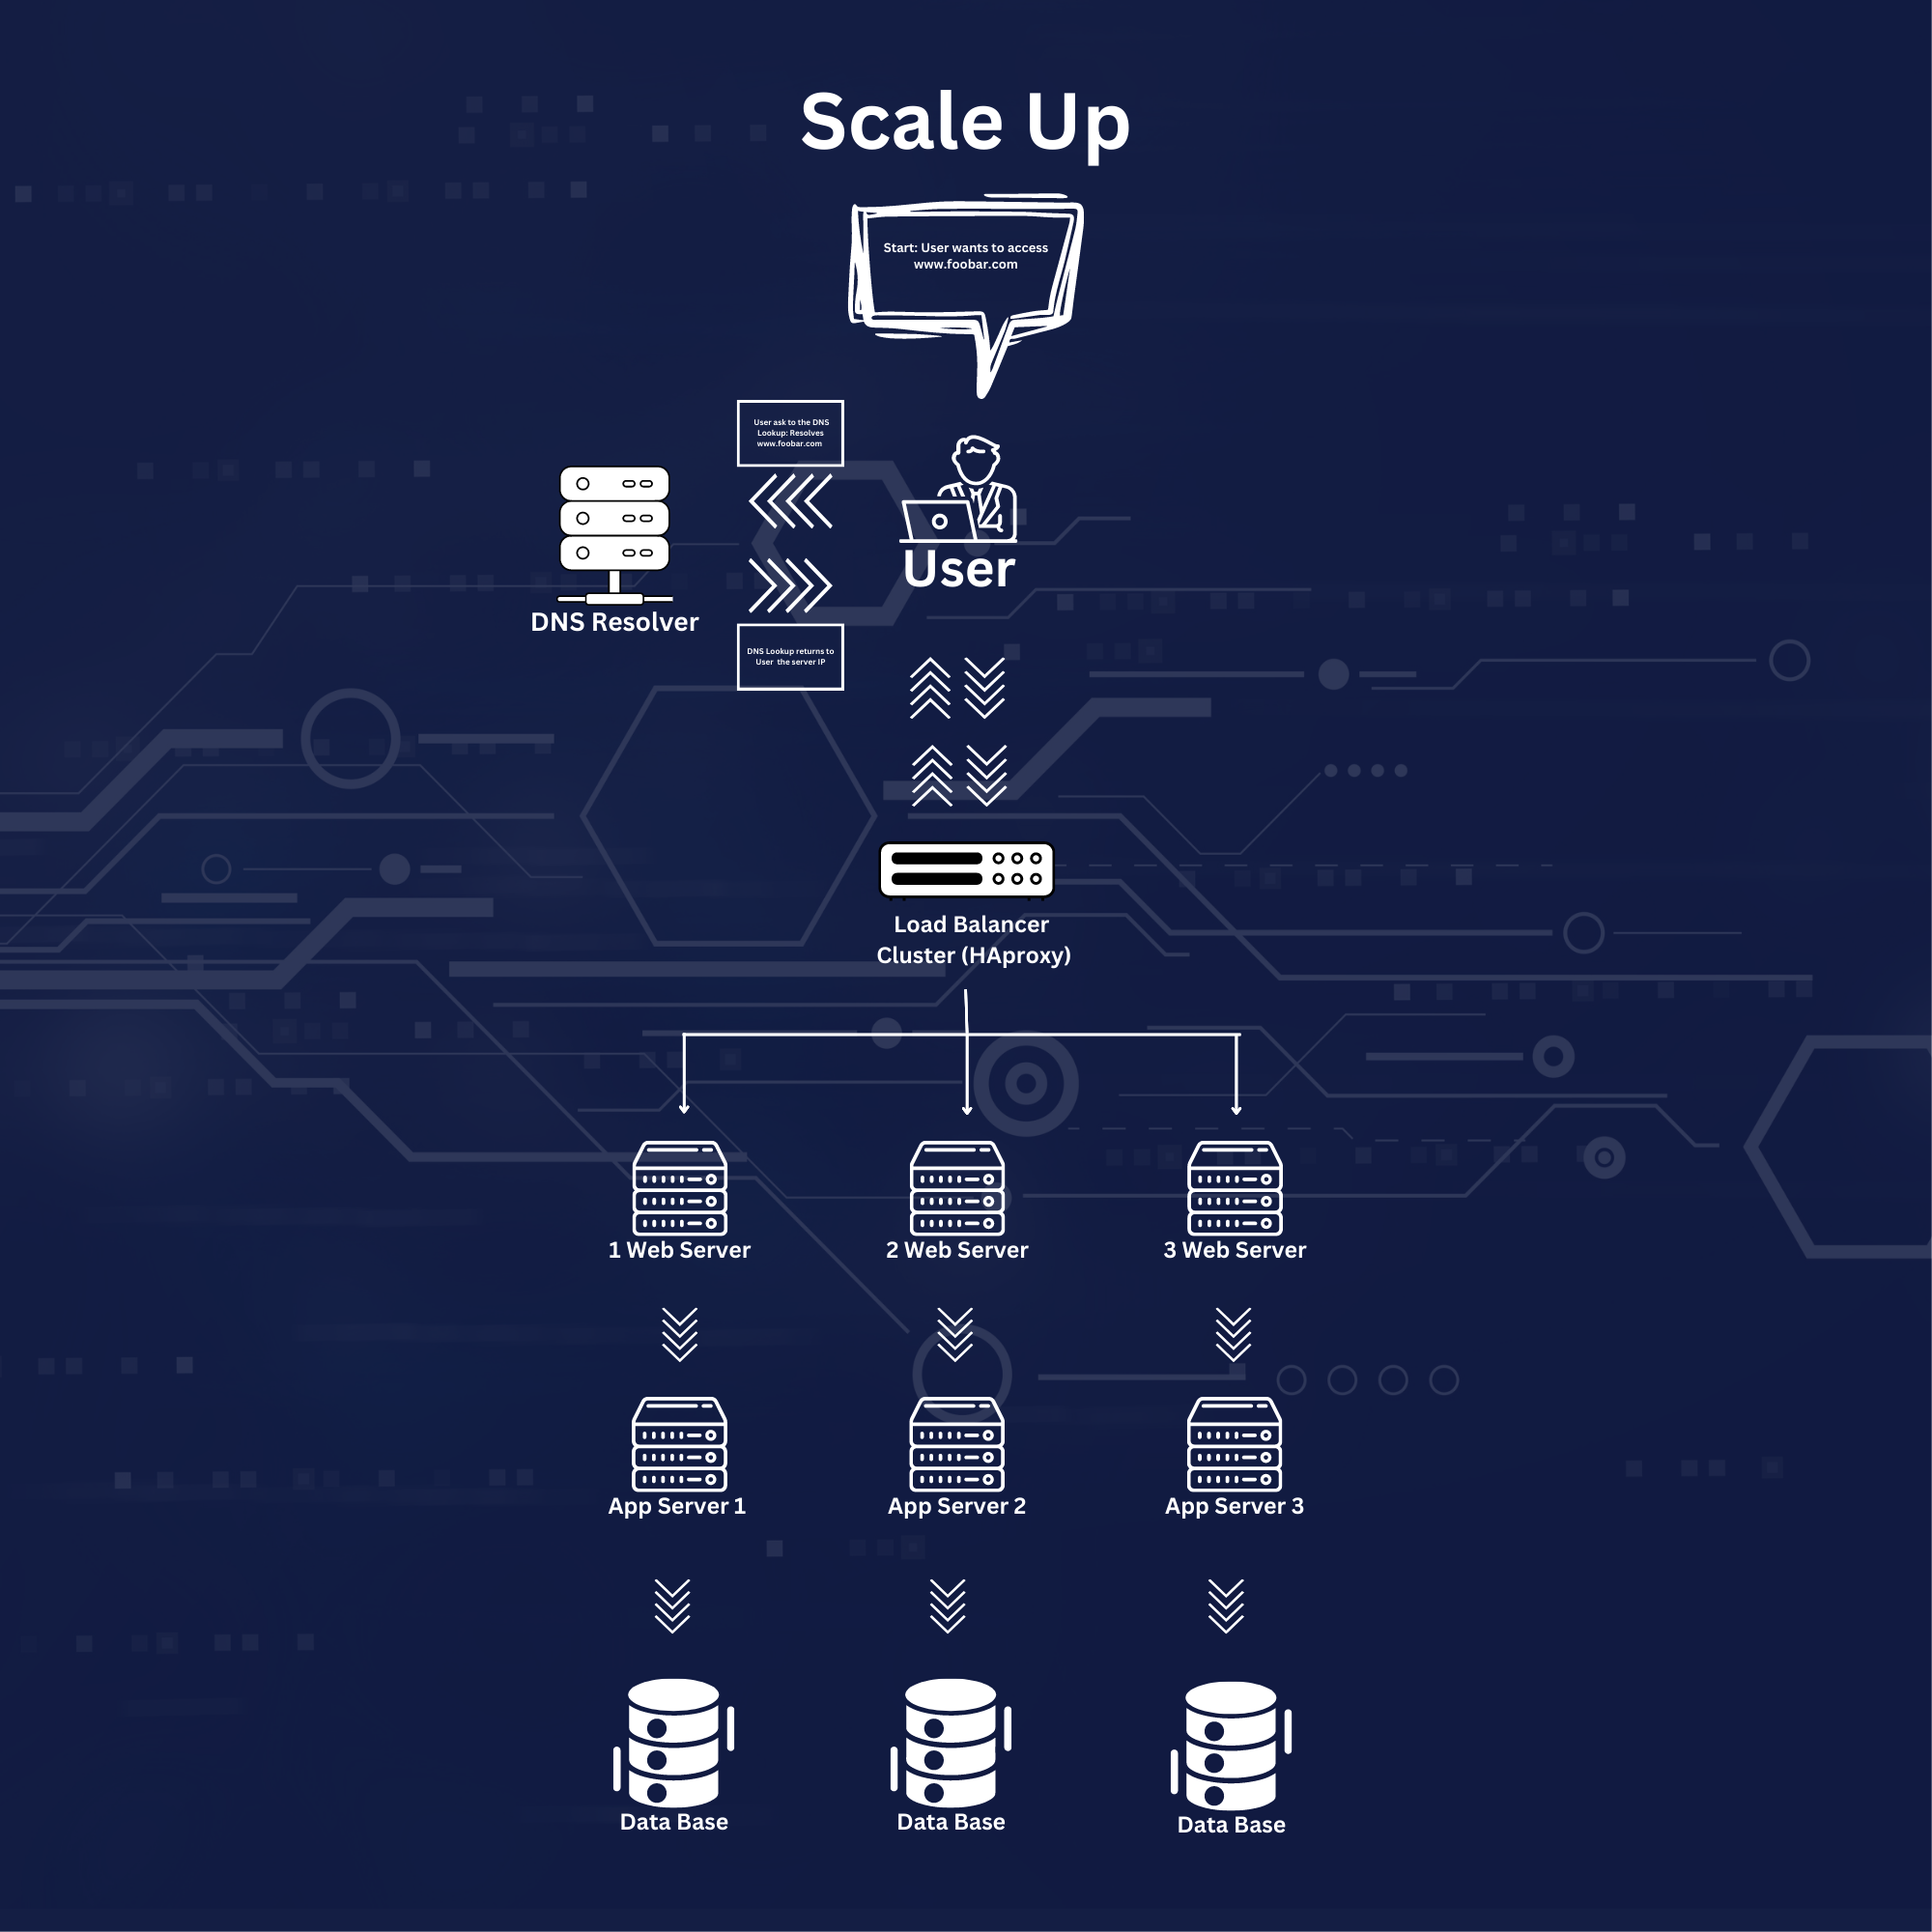 Scale Up
Start: User wants to access
www.foobar.com
User ask to the DNS
Lookup: Resolves
www.foobar.com
User
DNS Resolver
DNS Lookup returns to
User the server IP
Load Balancer
Cluster (HAproxy)
1 Web Server
2 Web Server
3 Web Server
App Server 1
App Server 2
App Server 3
Data Base
Data Base
Data Base